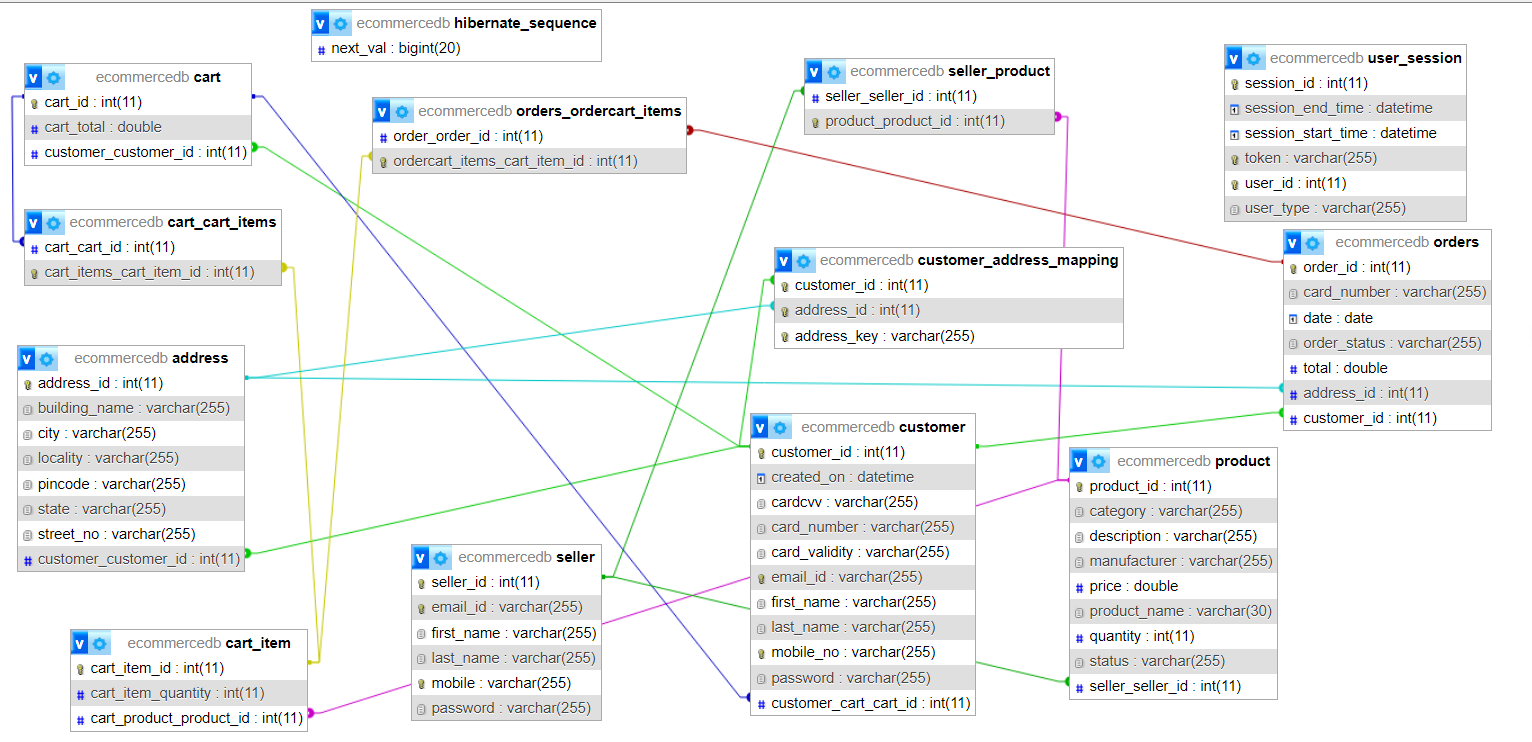 ecommercedb hibernate_sequence
next_val : bigint(20)
ecommercedb cart
cart_id : int(11)
cart_total : double
customer_customer_id : int(11)
ecommercedb orders_ordercart_items
order_order_id : int(11)
ordercart_items_cart_item_id : int(11)
ecommercedb seller_product
seller_seller_id : int(11)
product_product_id : int(11)
ecommercedb user_session
session_id : int(11)
session_end_time : datetime
session_start_time : datetime
token : varchar(255)
user_id : int(11)
user_type : varchar(255)
ecommercedb cart_cart_items
cart_cart_id : int(11)
cart_items_cart_item_id : int(11)
ecommercedb customer_address_mapping
customer_id : int(11)
address_id : int(11)
address_key : varchar(255)
ecommercedb orders
order_id : int(11)
card_number : varchar(255)
date : date
order_status : varchar(255)
total : double
address_id : int(11)
customer_id : int(11)
ecommercedb address
address_id : int(11)
building_name : varchar(255)
city : varchar(255)
locality : varchar(255)
pincode : varchar(255)
state : varchar(255)
street_no : varchar(255)
customer_customer_id : int(11)
ecommercedb customer
customer_id : int(11)
created_on : datetime
cardcvv : varchar(255)
card_number : varchar(255)
card_validity : varchar(255)
email_id : varchar(255)
first_name : varchar(255)
last_name : varchar(255)
mobile_no : varchar(255)
password : varchar(255)
customer_cart_cart_id : int(11)
ecommercedb product
product_id : int(11)
category : varchar(255)
description : varchar(255)
manufacturer : varchar(255)
price : double
product_name : varchar(30)
quantity : int(11)
status : varchar(255)
seller_seller_id : int(11)
ecommercedb seller
seller_id : int(11)
email_id : varchar(255)
first_name : varchar(255)
last_name : varchar(255)
mobile : varchar(255)
password : varchar(255)
ecommercedb cart_item
cart_item_id : int(11)
cart_item_quantity : int(11)
cart_product_product_id : int(11)